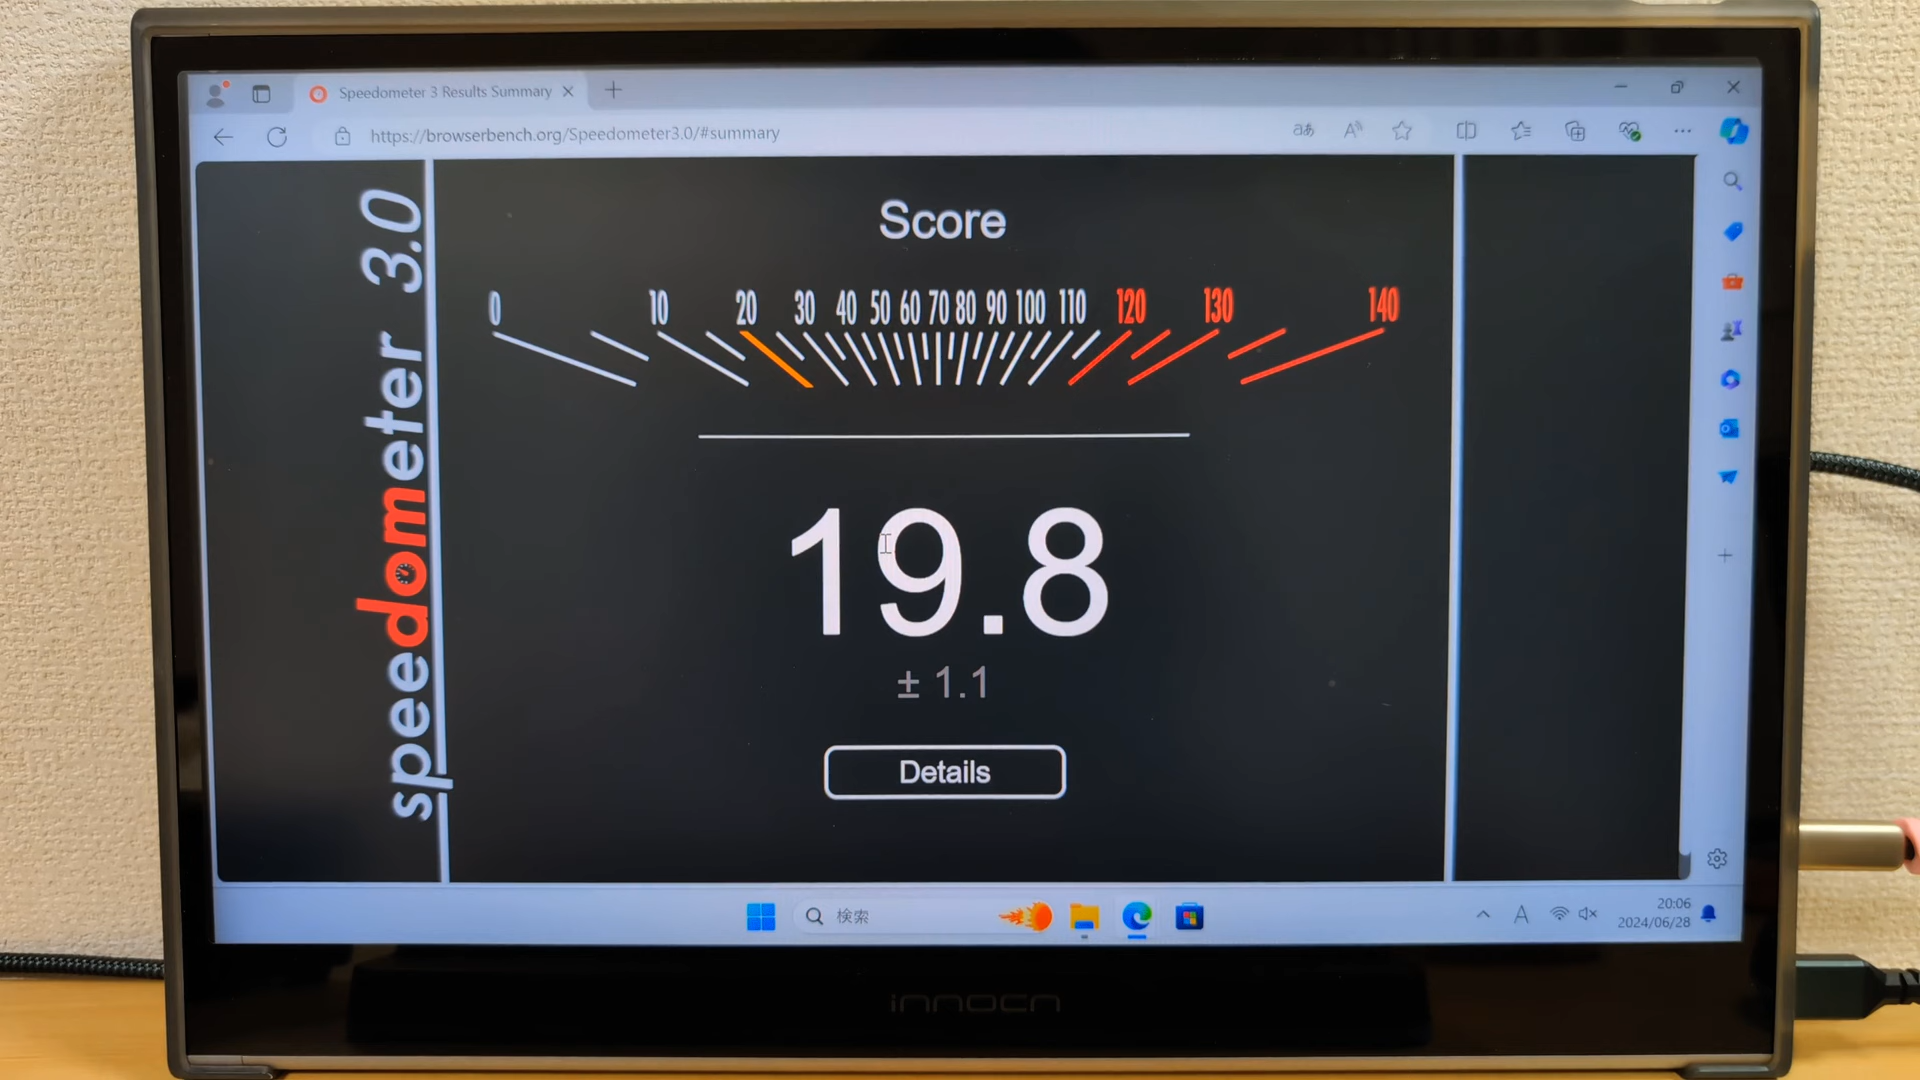 Speedometer 3 Results Summary
https://browserbench.org/Speedometer3.0/#summary
aあ
A
speedometer 3.0
Score
0 10 20 30 40 50 60 70 80 90 100 110 120 130 140
19.8
± 1.1
Details
検索
A
20:06
2024/06/28
INNOCN